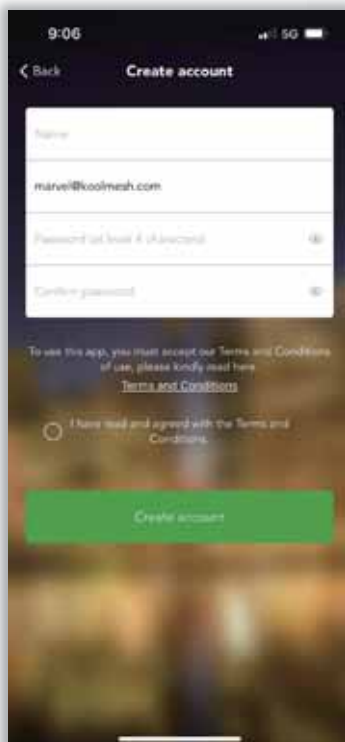 9:06
5G
Back
Create account
Name
marvel@koolmesh.com
Password (at least 4 characters)
Confirm password
To use this app, you must accept our Terms and Conditions
of use, please kindly read here
Terms and Conditions
I have read and agreed with the Terms and
Conditions.
Create account